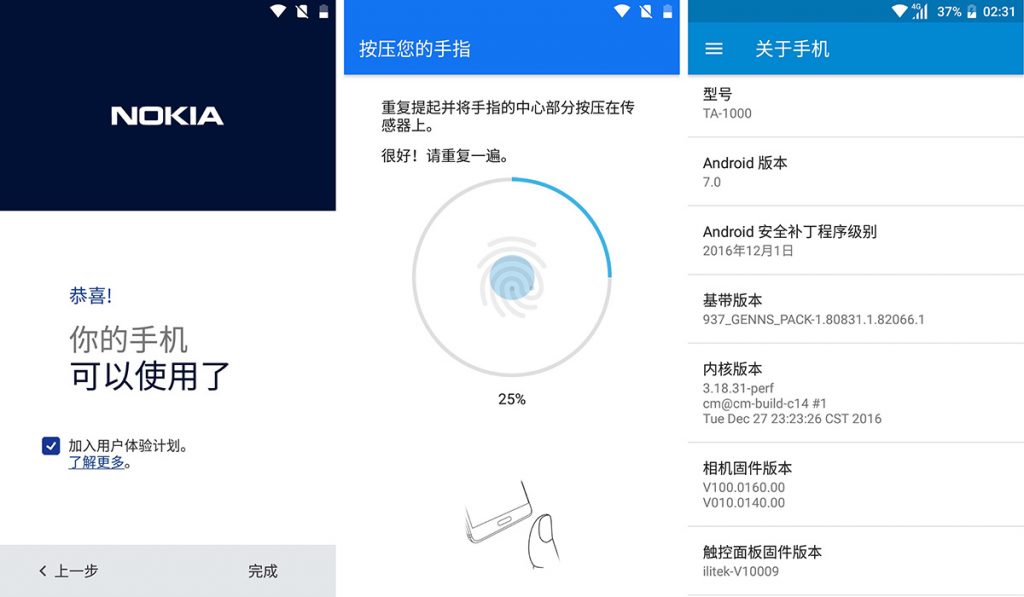 NOKIA
恭喜!
你的手机
可以使用了
加入用户体验计划。
了解更多。
上一步
完成
按压您的手指
重复提起并将手指的中心部分按压在传
感器上。
很好！请重复一遍。
25%
4G
37%
02:31
关于手机
型号
TA-1000
Android 版本
7.0
Android 安全补丁程序级别
2016年12月1日
基带版本
937_GENNS_PACK-1.80831.1.82066.1
内核版本
3.18.31-perf
cm@cm-build-c14 #1
Tue Dec 27 23:23:26 CST 2016
相机固件版本
V100.0160.00
V010.0140.00
触控面板固件版本
ilitek-V10009